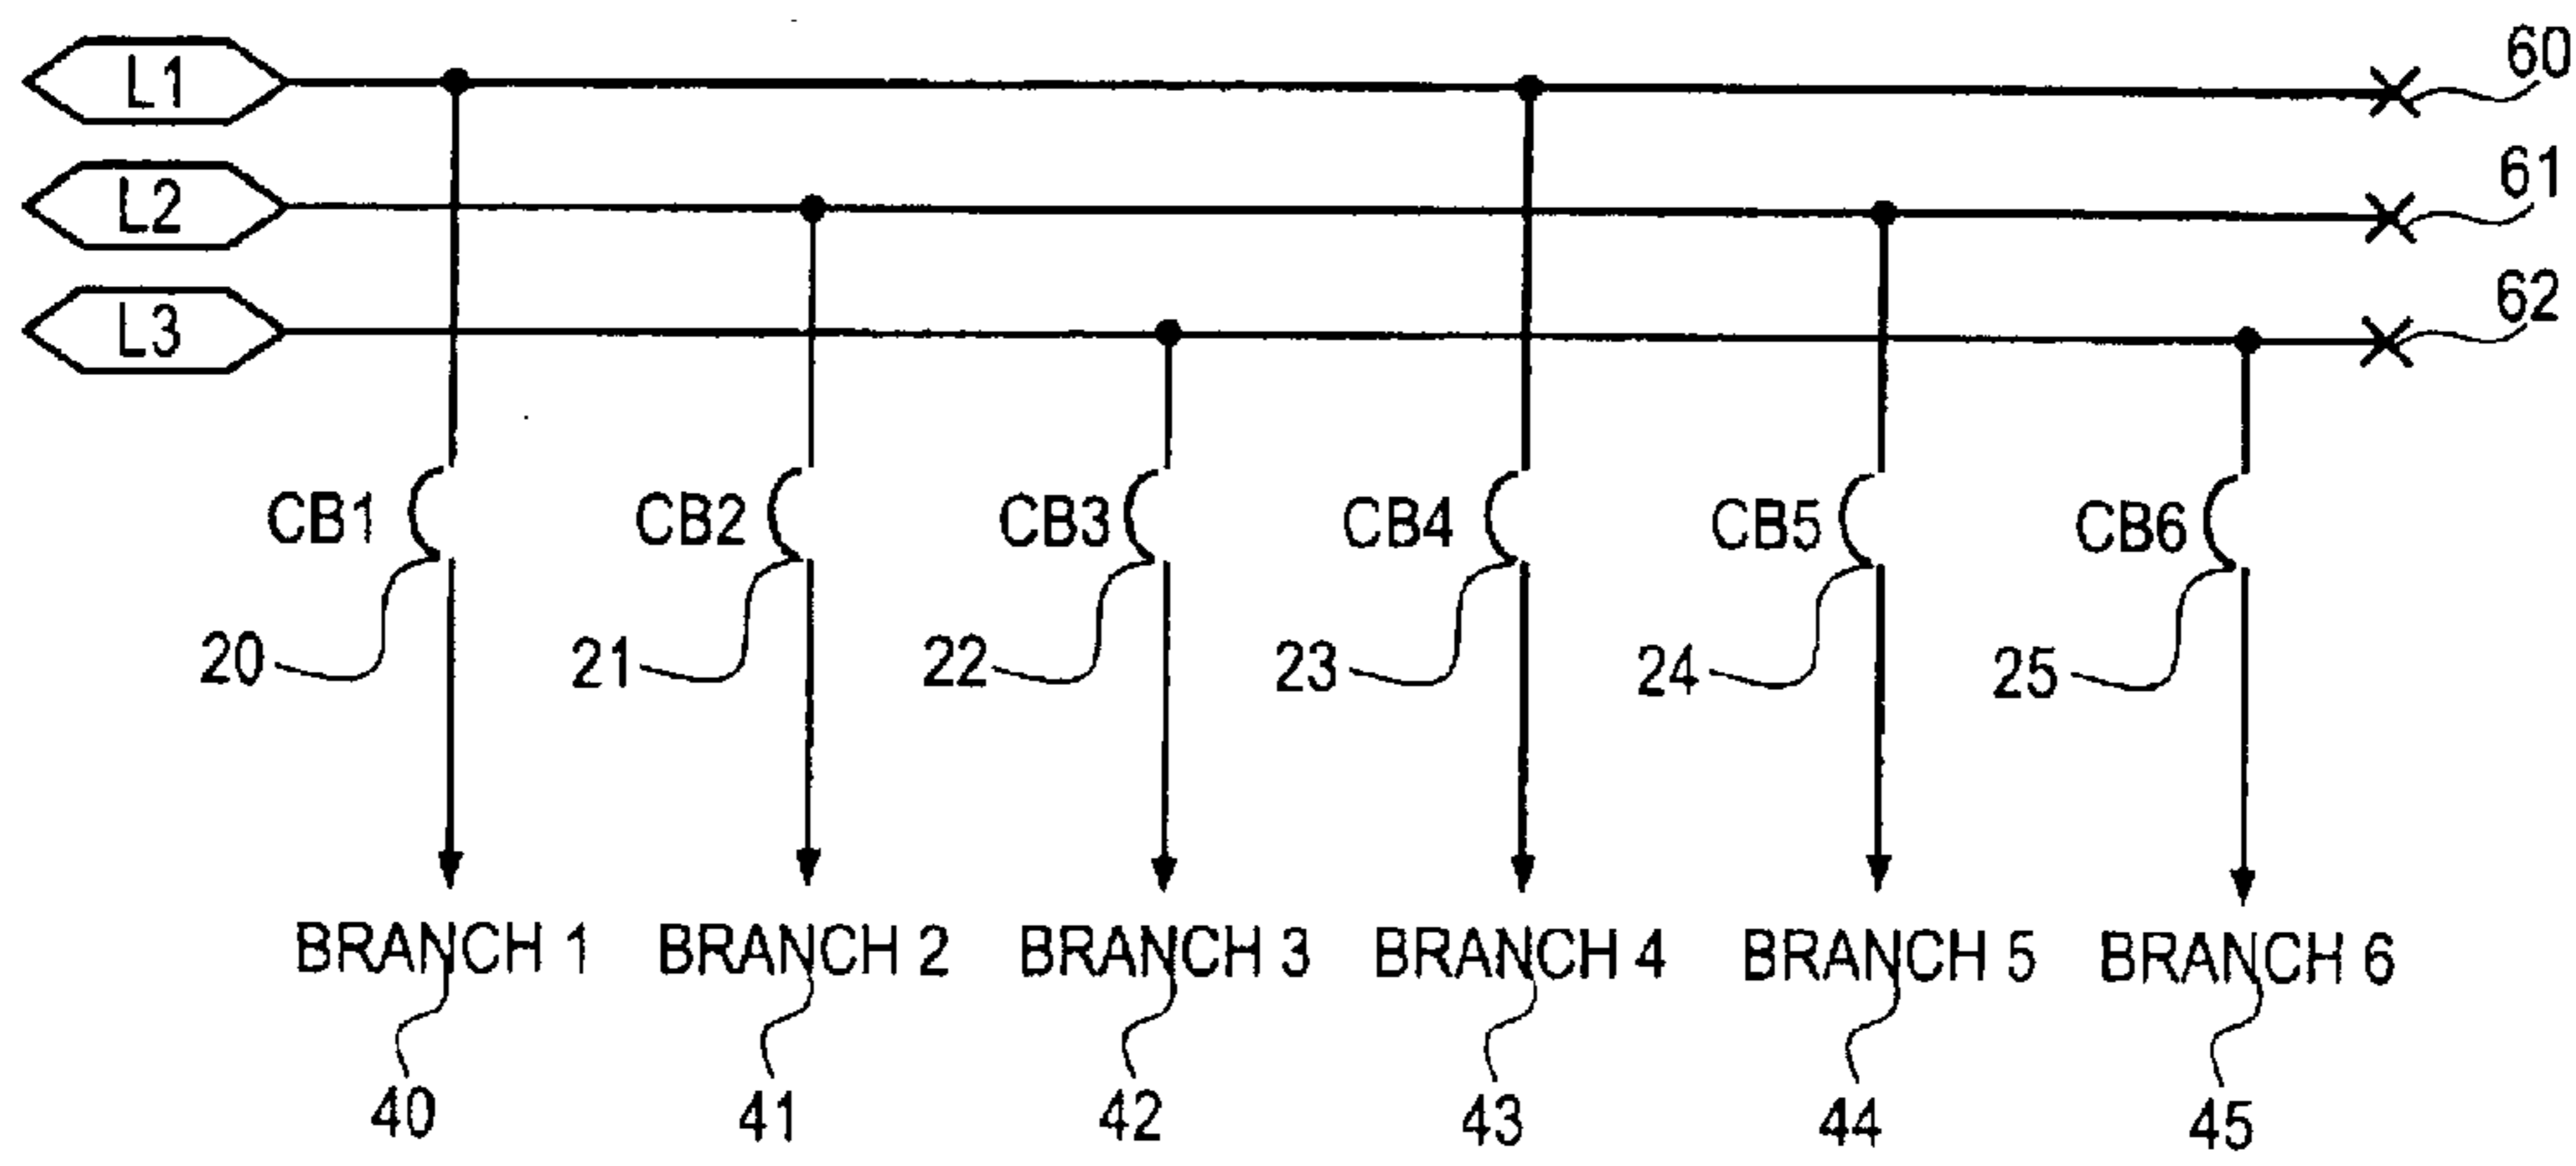 L1
60
L2
61
L3
62
CB1 CB2 CB3 CB4 CB5 CB6
20 21 22 23 24 25
BRANCH 1 BRANCH 2 BRANCH 3 BRANCH 4 BRANCH 5 BRANCH 6
40 41 42 43 44 45